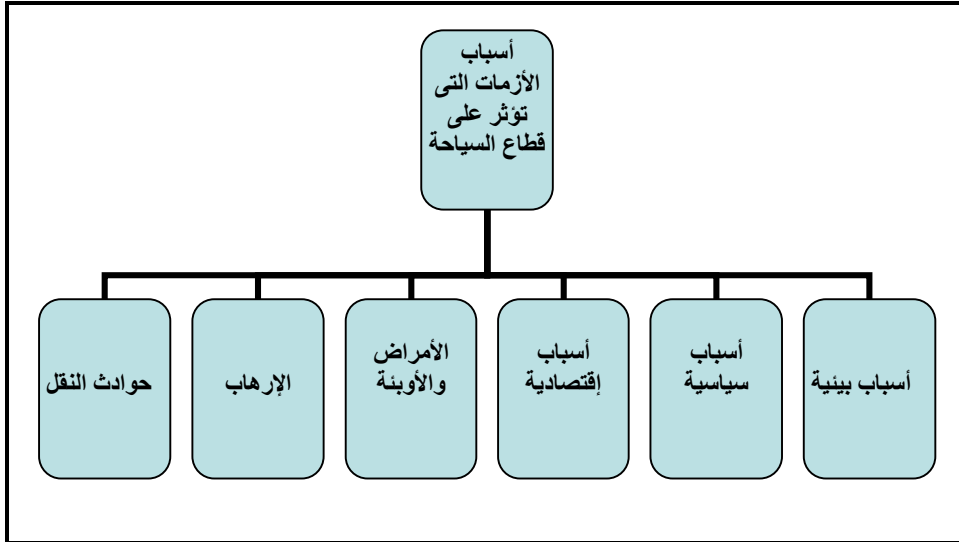 أسباب
الأزمات التى
تؤثر على
قطاع السياحة
أسباب بيئية
أسباب
سياسية
أسباب
إقتصادية
الأمراض
والأوبئة
الإرهاب
حوادث النقل